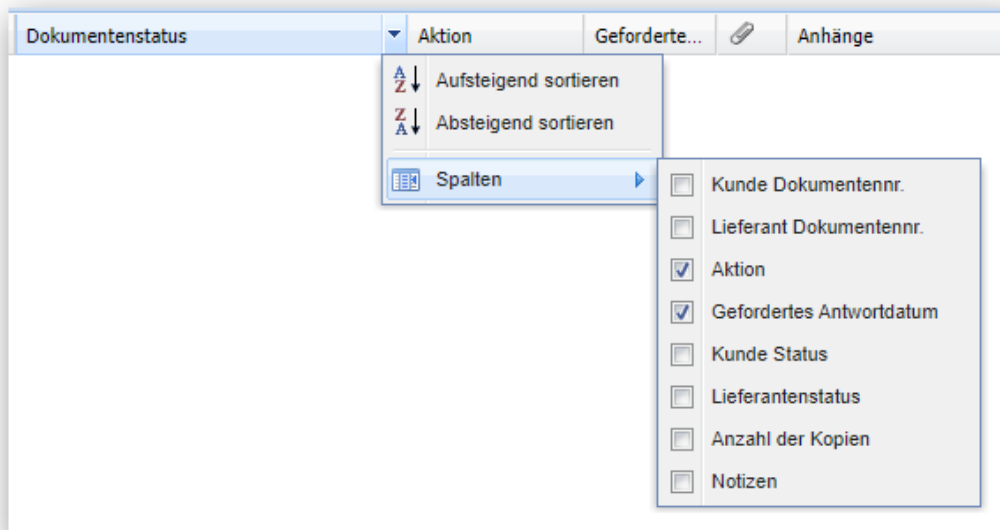 Dokumentenstatus Aktion Geforderte... Anhänge
Aufsteigend sortieren
Absteigend sortieren
Spalten
Kunde Dokumentennr.
Lieferant Dokumentennr.
Aktion
Gefordertes Antwortdatum
Kunde Status
Lieferantenstatus
Anzahl der Kopien
Notizen